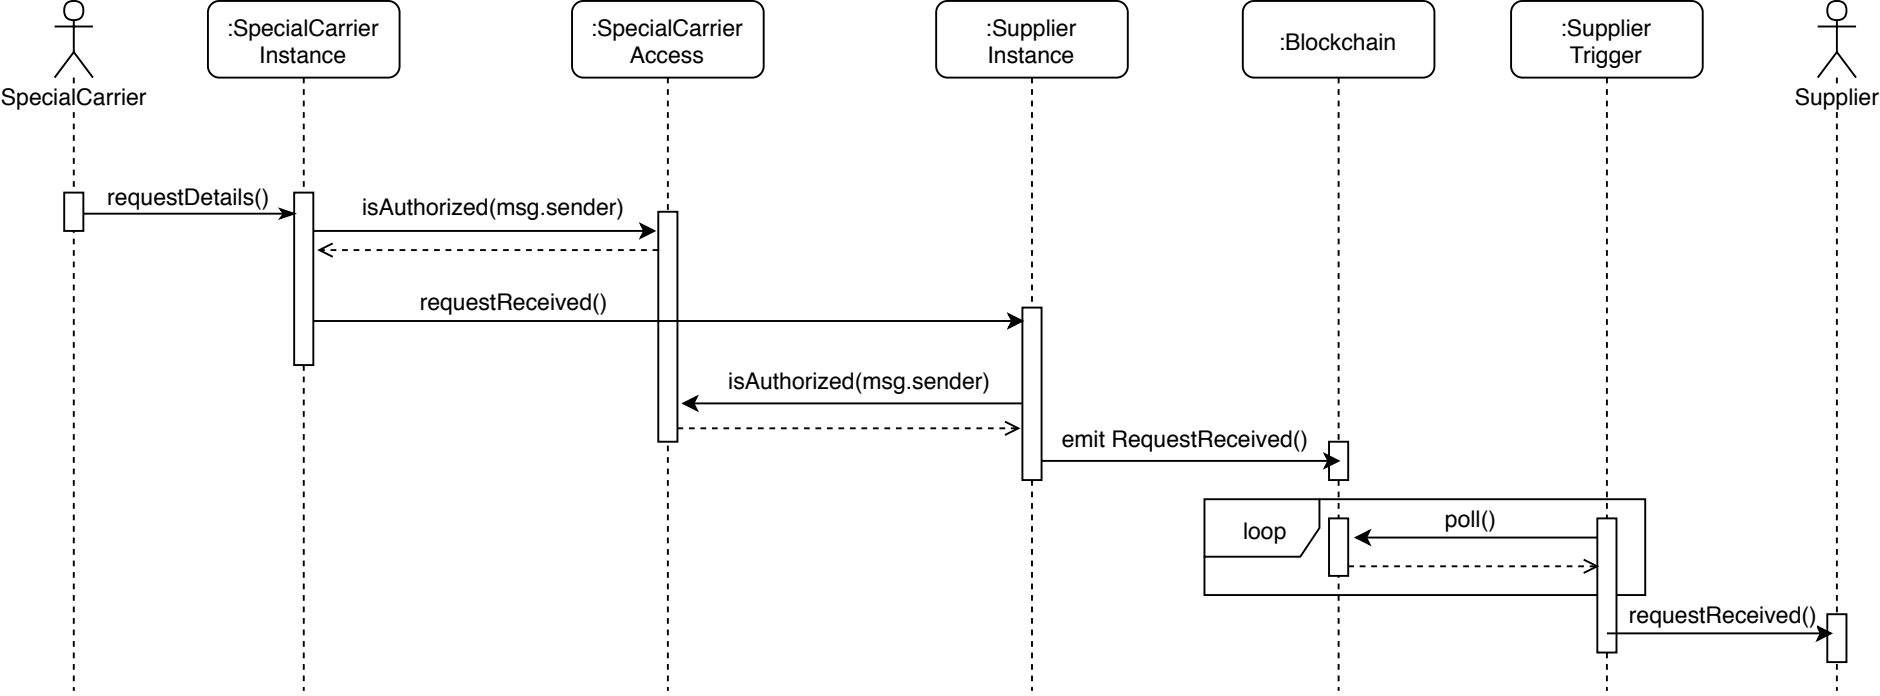 :SpecialCarrier
Instance
:SpecialCarrier
Access
:Supplier
Instance
:Blockchain
:Supplier
Trigger
SpecialCarrier
Supplier
requestDetails()
isAuthorized(msg.sender)
requestReceived()
isAuthorized(msg.sender)
emit RequestReceived()
loop
poll()
requestReceived()